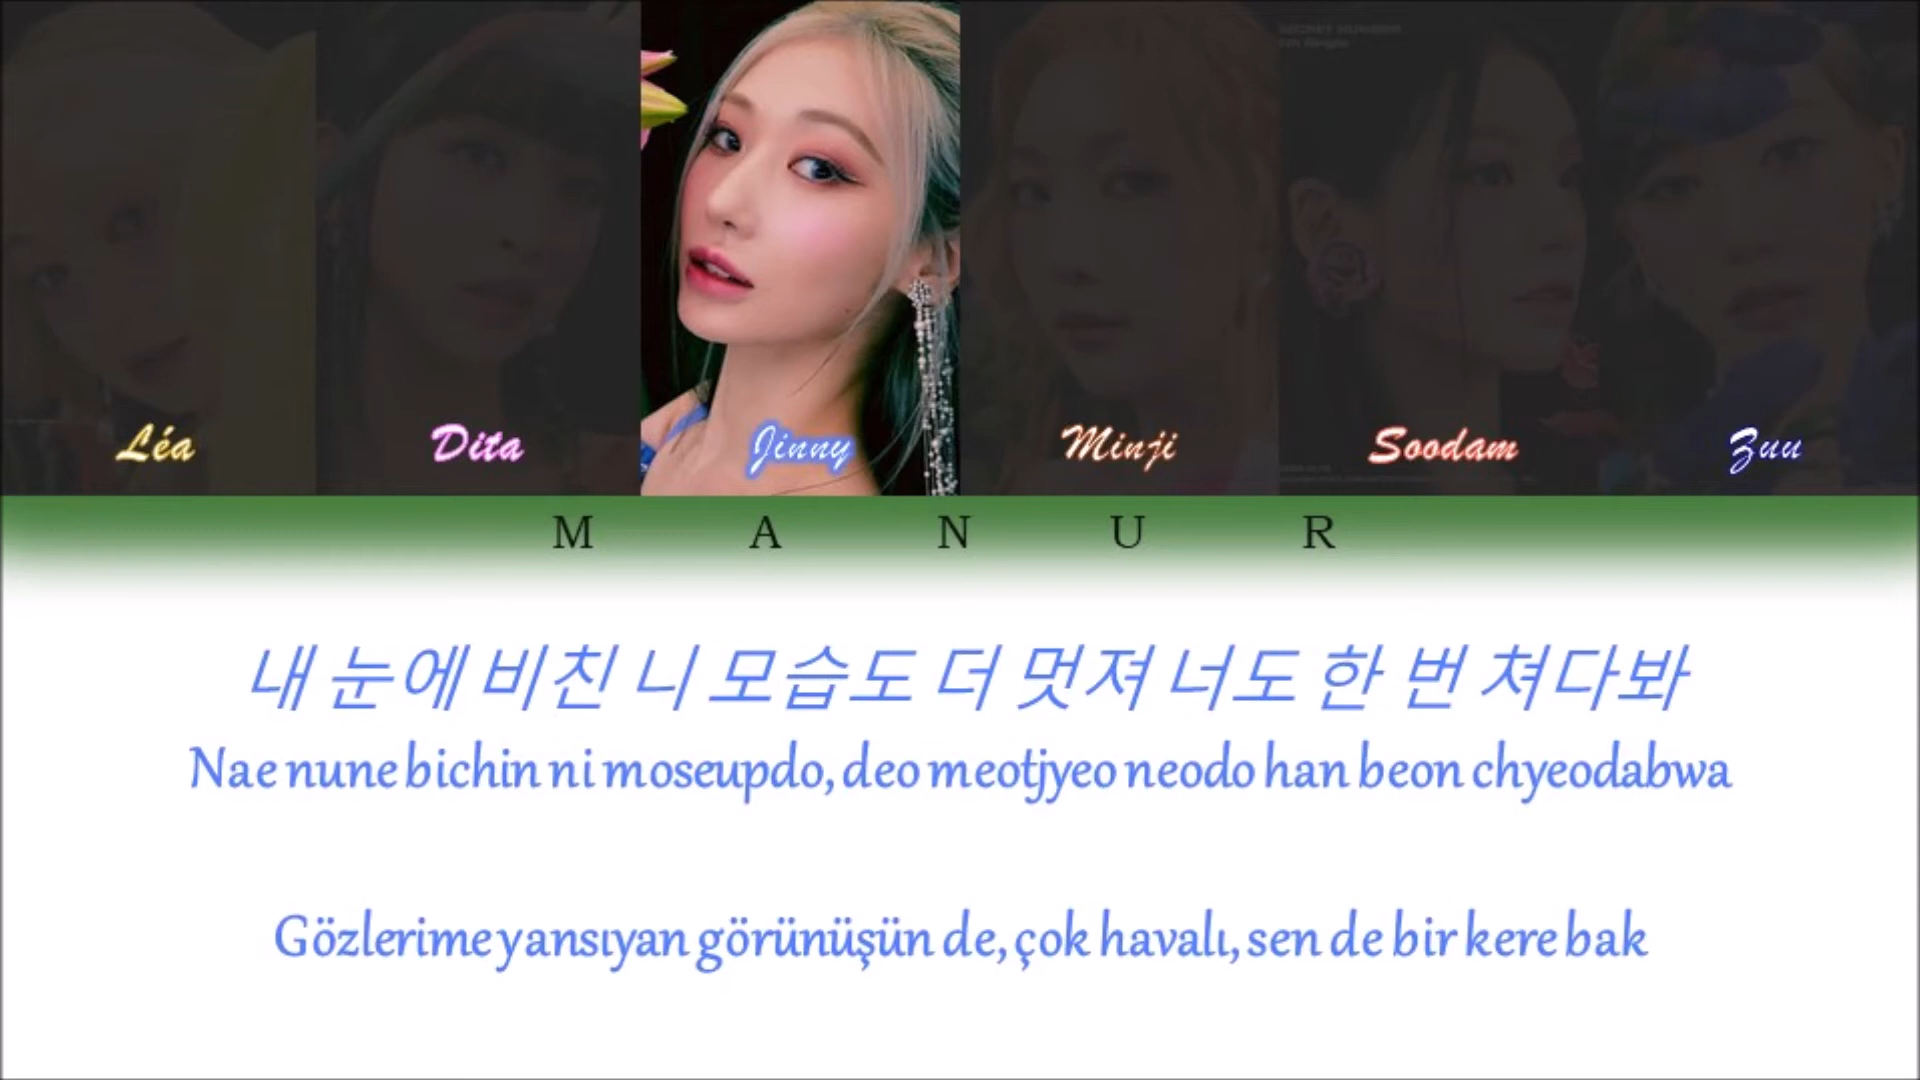 SECRET NUMBER
Léa Dita Jinny Minji Soodam Zuu
M A N U R
내 눈에 비친 니 모습도 더 멋져 너도 한 번 쳐다봐
Nae nune bichin ni moseupdo, deo meotjyeo neodo han beon chyeodabwa
Gözlerime yansıyan görünüşün de, çok havalı, sen de bir kere bak